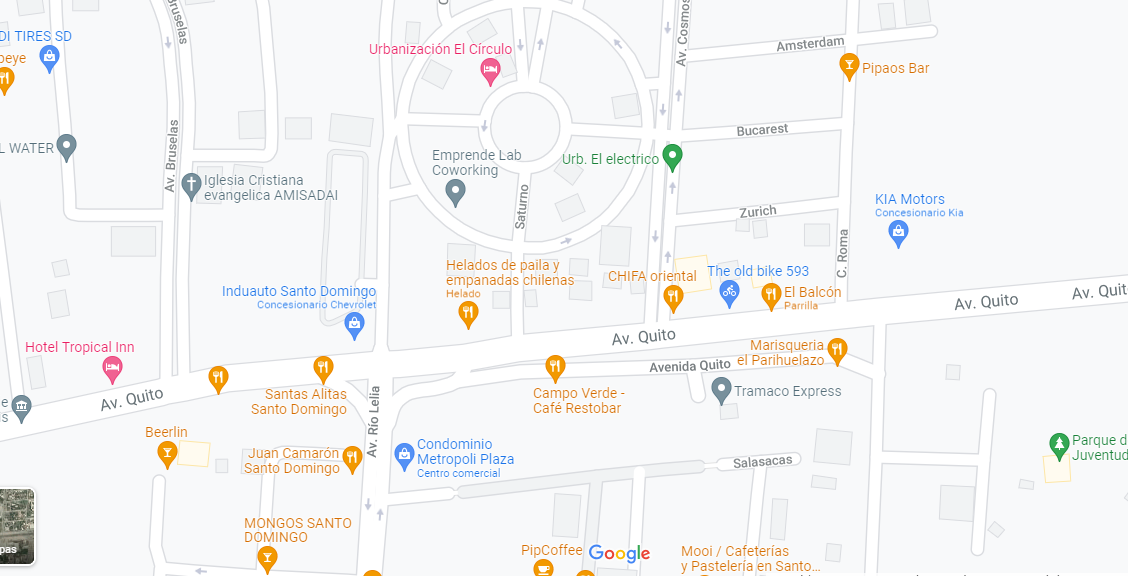 Av. Bruselas
Av. Cosmos
DI TIRES SD
Urbanización El Círculo
Amsterdam
Pipaos Bar
Bucarest
L WATER
Av. Bruselas
Emprende Lab
Coworking
Urb. El electrico
Iglesia Cristiana
evangelica AMISADAI
Saturno
Zurich
KIA Motors
Concesionario Kia
C. Roma
Helados de paila y
empanadas chilenas
Helado
CHIFA oriental
The old bike 593
Induauto Santo Domingo
Concesionario Chevrolet
El Balcón
Parrilla
Av. Quito
Av. Quit
Av. Quito
Hotel Tropical Inn
Marisqueria
el Parihuelazo
Avenida Quito
Santas Alitas
Santo Domingo
Av. Quito
Campo Verde -
Café Restobar
Tramaco Express
Av. Río Lelia
Beerlin
Condominio
Metropoli Plaza
Centro comercial
Juan Camarón
Santo Domingo
Salasacas
Parque d
Juventud
MONGOS SANTO
DOMINGO
PipCoffee
Google
Mooi / Cafeterías
y Pastelería en Santo...
pas